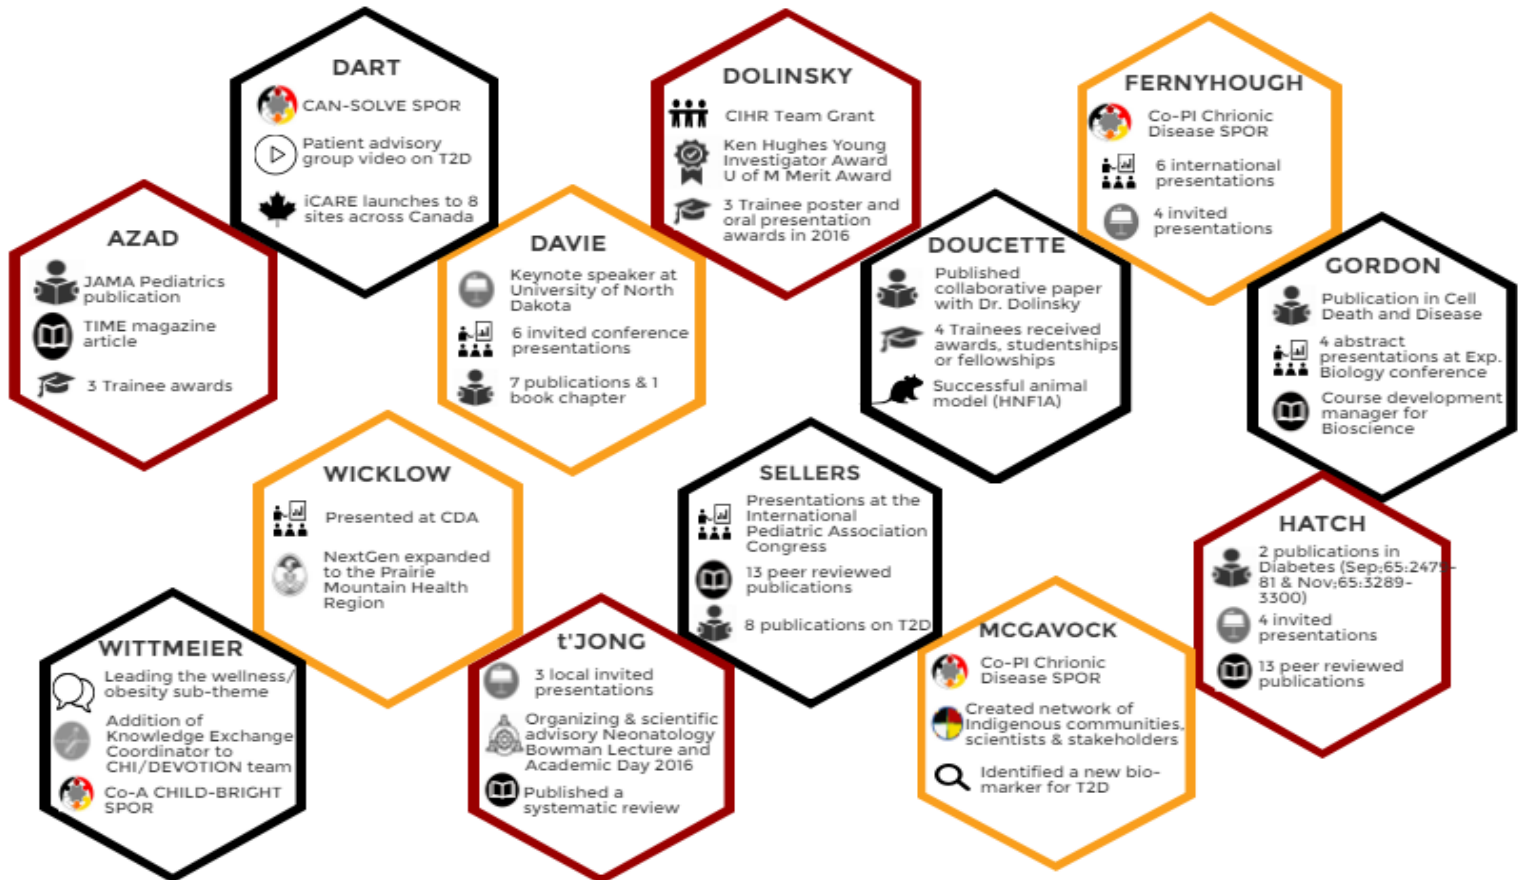 DART
CAN-SOLVE SPOR
Patient advisory
group video on T2D
iCARE launches to 8
sites across Canada
DOLINSKY
CIHR Team Grant
Ken Hughes Young
Investigator Award
U of M Merit Award
3 Trainee poster and
oral presentation
awards in 2016
FERNYHOUGH
Co-PI Chrionic
Disease SPOR
6 international
presentations
4 invited
presentations
AZAD
JAMA Pediatrics
publication
TIME magazine
article
3 Trainee awards
DAVIE
Keynote speaker at
University of North
Dakota
6 invited conference
presentations
7 publications & 1
book chapter
DOUCETTE
Published
collaborative paper
with Dr. Dolinsky
4 Trainees received
awards, studentships
or fellowships
Successful animal
model (HNF1A)
GORDON
Publication in Cell
Death and Disease
4 abstract
presentations at Exp.
Biology conference
Course development
manager for
Bioscience
WICKLOW
Presented at CDA
NextGen expanded
to the Prairie
Mountain Health
Region
SELLERS
Presentations at the
International
Pediatric Association
Congress
13 peer reviewed
publications
8 publications on T2D
HATCH
2 publications in
Diabetes (Sep;65:2479-
81 & Nov;65:3289-
3300)
4 invited
presentations
13 peer reviewed
publications
WITTMEIER
Leading the wellness/
obesity sub-theme
Addition of
Knowledge Exchange
Coordinator to
CHI/DEVOTION team
Co-A CHILD-BRIGHT
SPOR
t'JONG
3 local invited
presentations
Organizing & scientific
advisory Neonatology
Bowman Lecture and
Academic Day 2016
Published a
systematic review
MCGAVOCK
Co-PI Chrionic
Disease SPOR
Created network of
Indigenous communities,
scientists & stakeholders
Identified a new bio-
marker for T2D